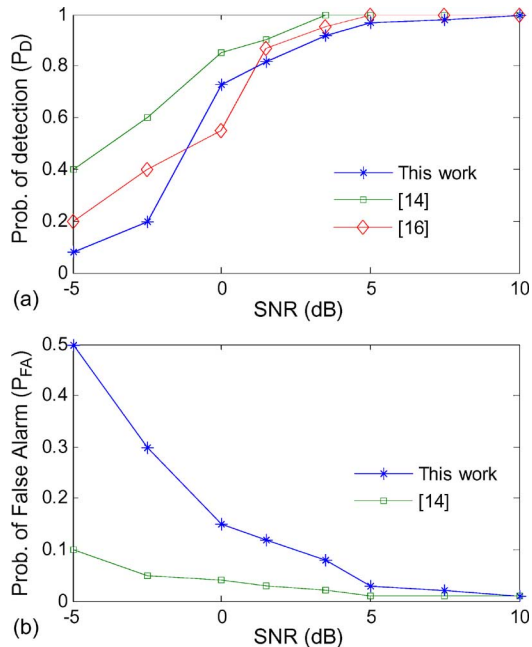 1
0.8
0.6
0.4
0.2
0
Prob. of detection (P_D)
This work
[14]
[16]
-5
0
5
10
SNR (dB)
(a)
0.5
0.4
0.3
0.2
0.1
0
Prob. of False Alarm (P_FA)
This work
[14]
-5
0
5
10
SNR (dB)
(b)